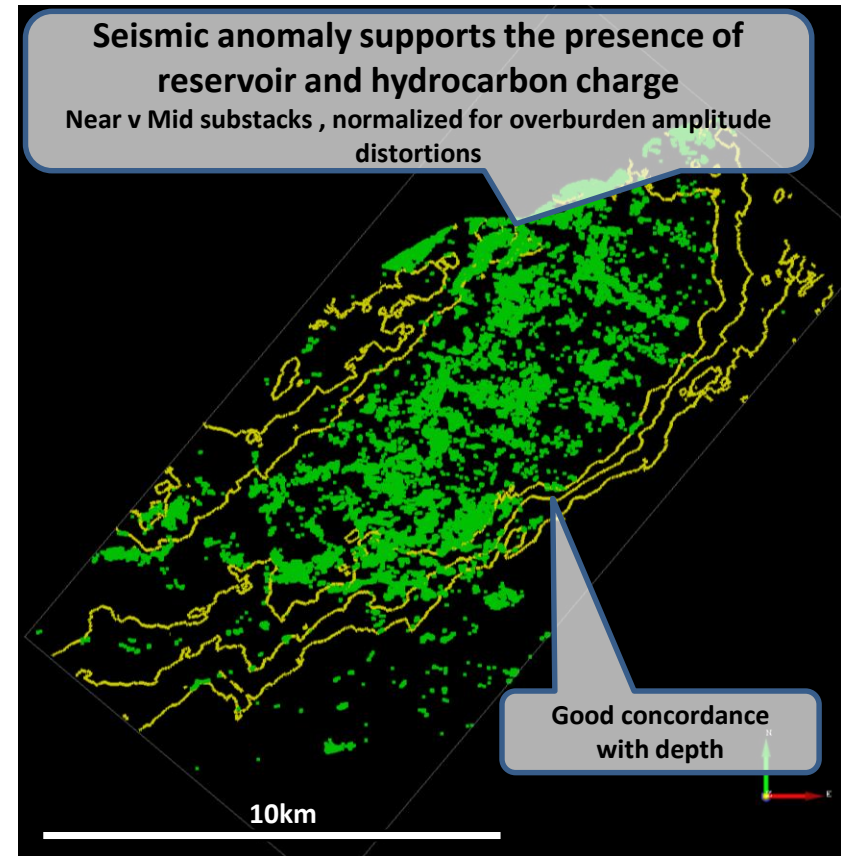 Seismic anomaly supports the presence of
reservoir and hydrocarbon charge
Near v Mid substacks , normalized for overburden amplitude
distortions
Good concordance
with depth
N
10km